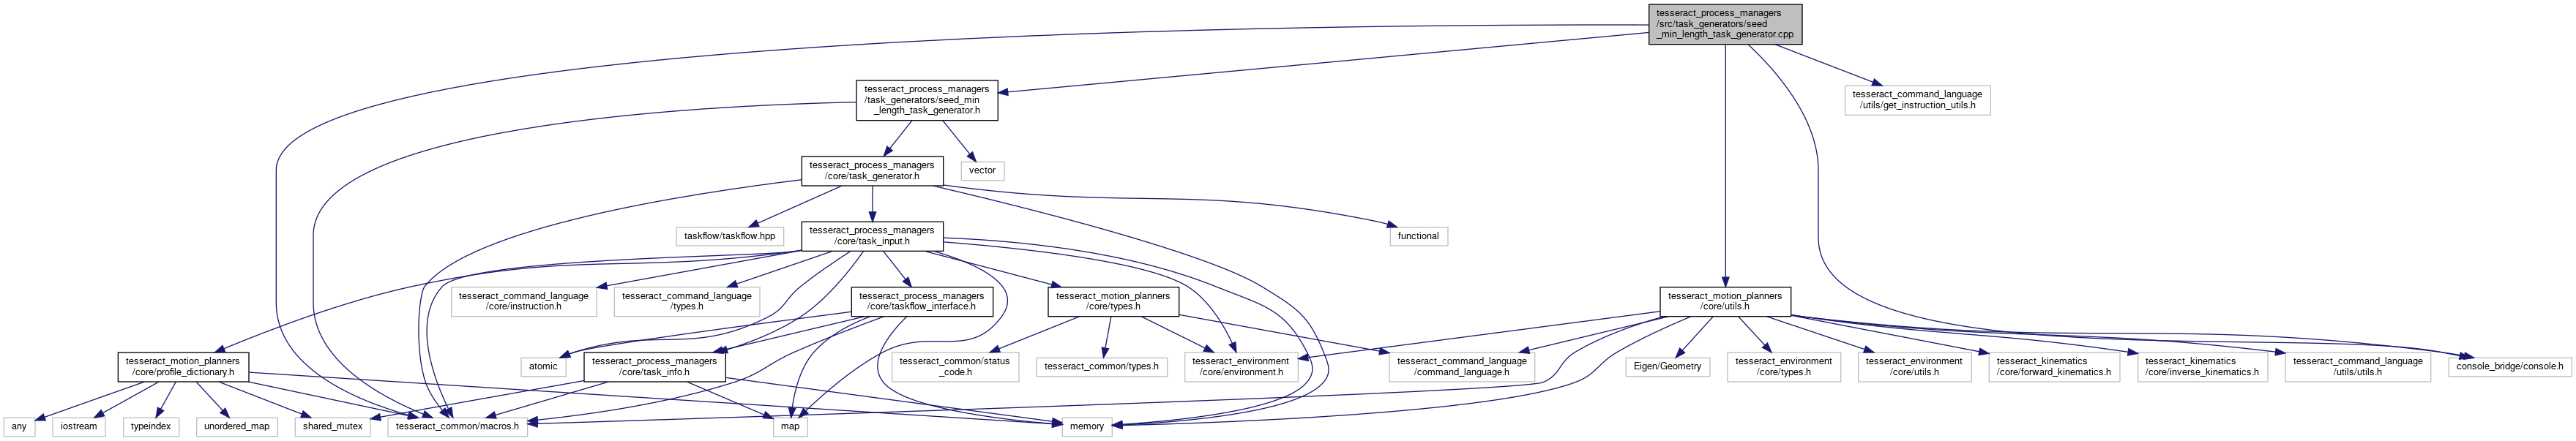 tesseract_process_managers
/src/task_generators/seed
_min_length_task_generator.cpp
tesseract_process_managers
/task_generators/seed_min
_length_task_generator.h
tesseract_command_language
/utils/get_instruction_utils.h
tesseract_process_managers
/core/task_generator.h
vector
taskflow/taskflow.hpp
tesseract_process_managers
/core/task_input.h
functional
tesseract_command_language
/core/instruction.h
tesseract_command_language
/types.h
tesseract_process_managers
/core/taskflow_interface.h
tesseract_motion_planners
/core/types.h
tesseract_motion_planners
/core/utils.h
tesseract_motion_planners
/core/profile_dictionary.h
atomic
tesseract_process_managers
/core/task_info.h
tesseract_common/status
_code.h
tesseract_common/types.h
tesseract_environment
/core/environment.h
tesseract_command_language
/command_language.h
Eigen/Geometry
tesseract_environment
/core/types.h
tesseract_environment
/core/utils.h
tesseract_kinematics
/core/forward_kinematics.h
tesseract_kinematics
/core/inverse_kinematics.h
tesseract_command_language
/utils/utils.h
console_bridge/console.h
any
iostream
typeindex
unordered_map
shared_mutex
tesseract_common/macros.h
map
memory